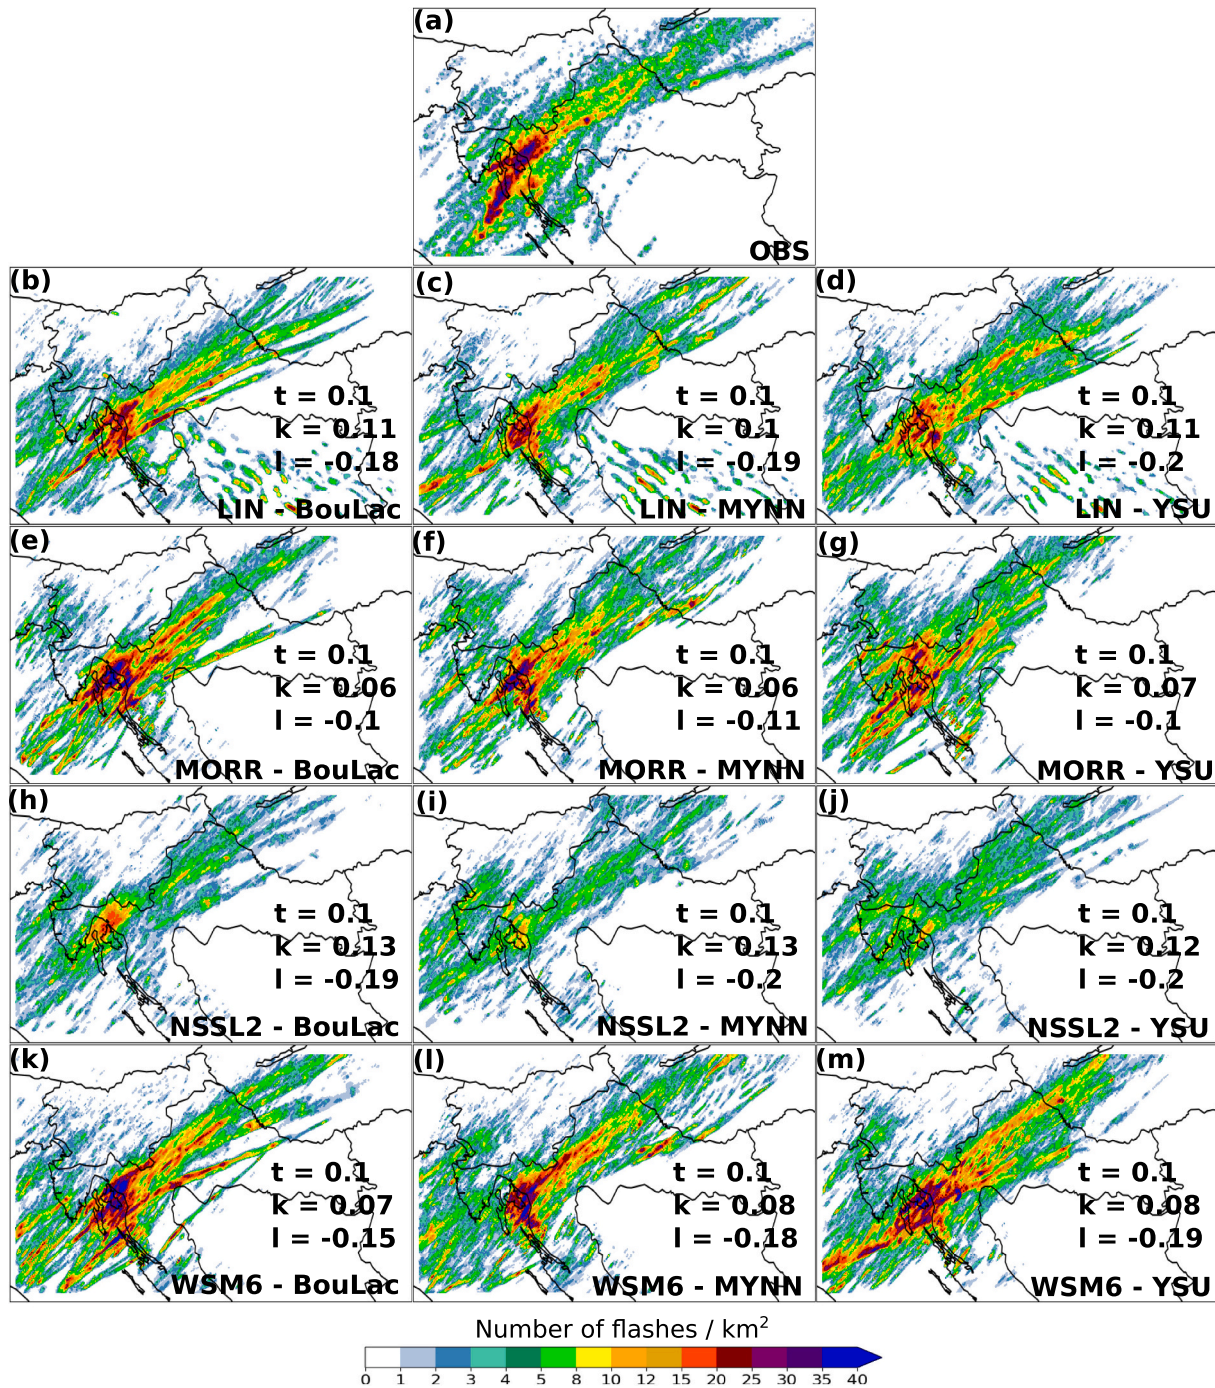 (a)
OBS
(b)
t = 0.1
k = 0.11
l = -0.18
LIN - BouLac
(c)
t = 0.1
k = 0.1
l = -0.19
LIN - MYNN
(d)
t = 0.1
k = 0.11
l = -0.2
LIN - YSU
(e)
t = 0.1
k = 0.06
l = -0.1
MORR - BouLac
(f)
t = 0.1
k = 0.06
l = -0.11
MORR - MYNN
(g)
t = 0.1
k = 0.07
l = -0.1
MORR - YSU
(h)
t = 0.1
k = 0.13
l = -0.19
NSSL2 - BouLac
(i)
t = 0.1
k = 0.13
l = -0.2
NSSL2 - MYNN
(j)
t = 0.1
k = 0.12
l = -0.2
NSSL2 - YSU
(k)
t = 0.1
k = 0.07
l = -0.15
WSM6 - BouLac
(l)
t = 0.1
k = 0.08
l = -0.18
WSM6 - MYNN
(m)
t = 0.1
k = 0.08
l = -0.19
WSM6 - YSU
Number of flashes / km²
0 1 2 3 4 5 8 10 12 15 20 25 30 35 40